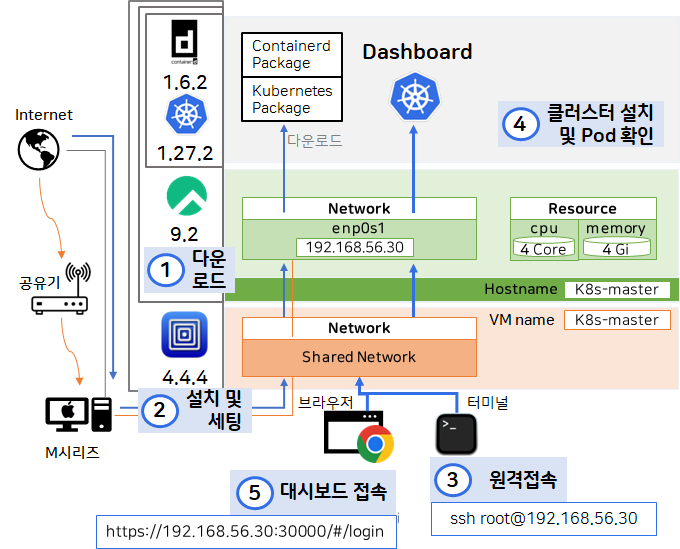 containerd
1.6.2
1.27.2
9.2
4.4.4
Containerd
Package
Kubernetes
Package
다운로드
Dashboard
4 클러스터 설치
및 Pod 확인
Internet
공유기
M시리즈
1 다운
로드
2 설치 및
세팅
Network
enp0s1
192.168.56.30
Resource
cpu
4 Core
memory
4 Gi
Hostname
K8s-master
VM name
K8s-master
Network
Shared Network
브라우저
터미널
>_
5 대시보드 접속
https://192.168.56.30:30000/#/login
3 원격접속
ssh root@192.168.56.30